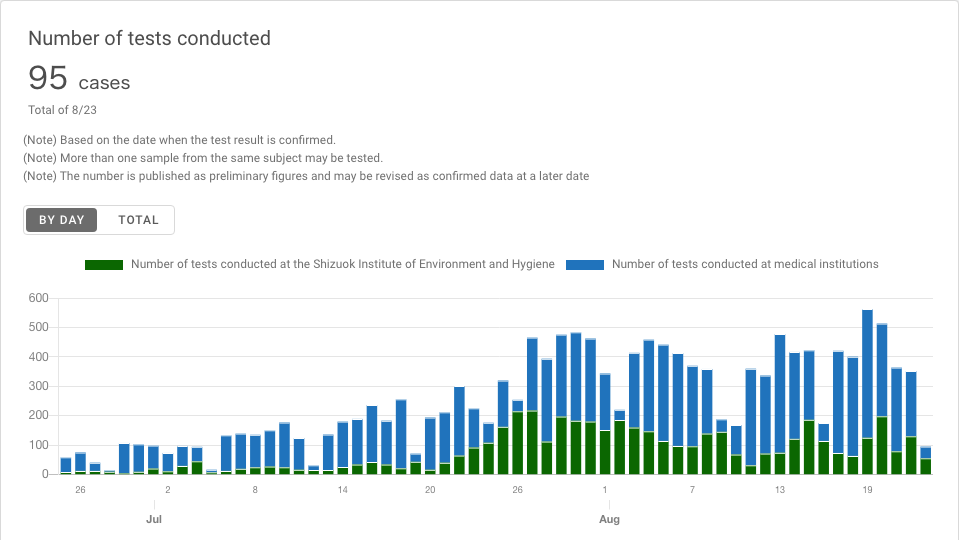 Number of tests conducted
95 cases
Total of 8/23
(Note) Based on the date when the test result is confirmed.
(Note) More than one sample from the same subject may be tested.
(Note) The number is published as preliminary figures and may be revised as confirmed data at a later date
BY DAY TOTAL
Number of tests conducted at the Shizuok Institute of Environment and Hygiene Number of tests conducted at medical institutions
600
500
400
300
200
100
0
26 2 8 14 20 26 1 7 13 19
Jul Aug